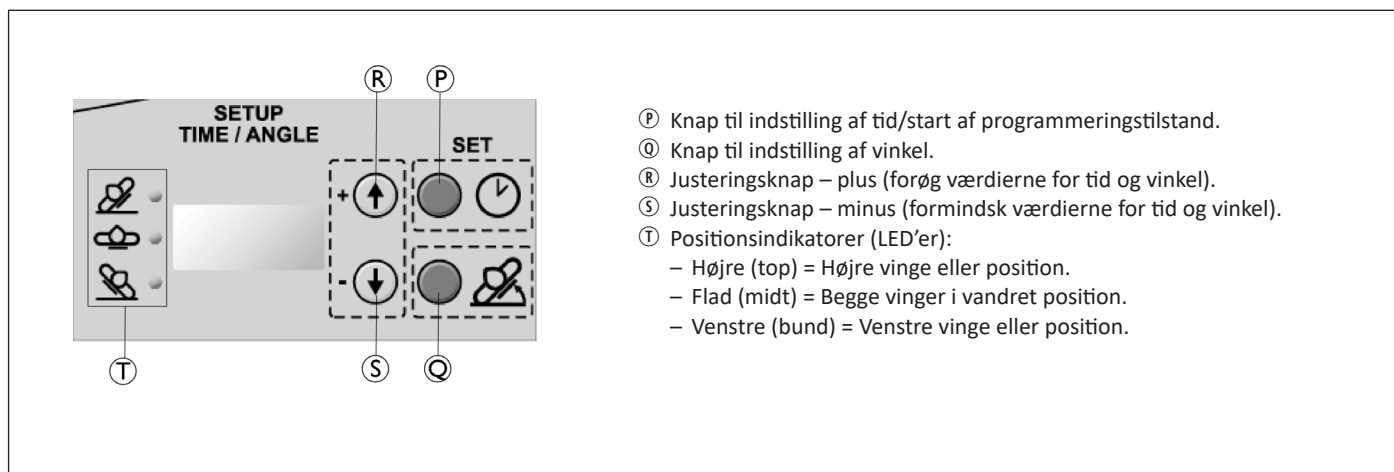 Ⓡ Ⓟ
SETUP
TIME / ANGLE
SET
+
-
Ⓣ Ⓢ Ⓠ
Ⓟ Knap til indstilling af tid/start af programmeringstilstand.
Ⓠ Knap til indstilling af vinkel.
Ⓡ Justeringsknap – plus (forøg værdierne for tid og vinkel).
Ⓢ Justeringsknap – minus (formindsk værdierne for tid og vinkel).
Ⓣ Positionsindikatorer (LED’er):
– Højre (top) = Højre vinge eller position.
– Flad (midt) = Begge vinger i vandret position.
– Venstre (bund) = Venstre vinge eller position.